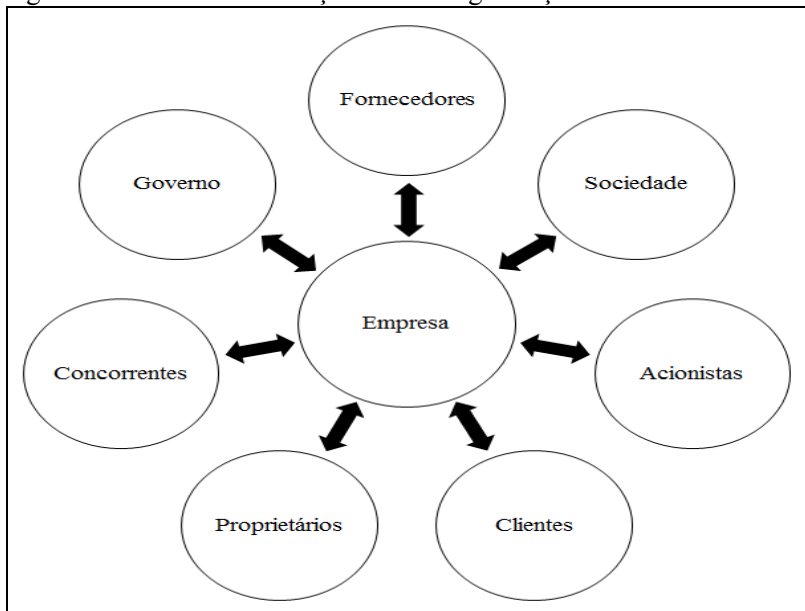 Fornecedores
Governo
Sociedade
Empresa
Concorrentes
Acionistas
Proprietários
Clientes